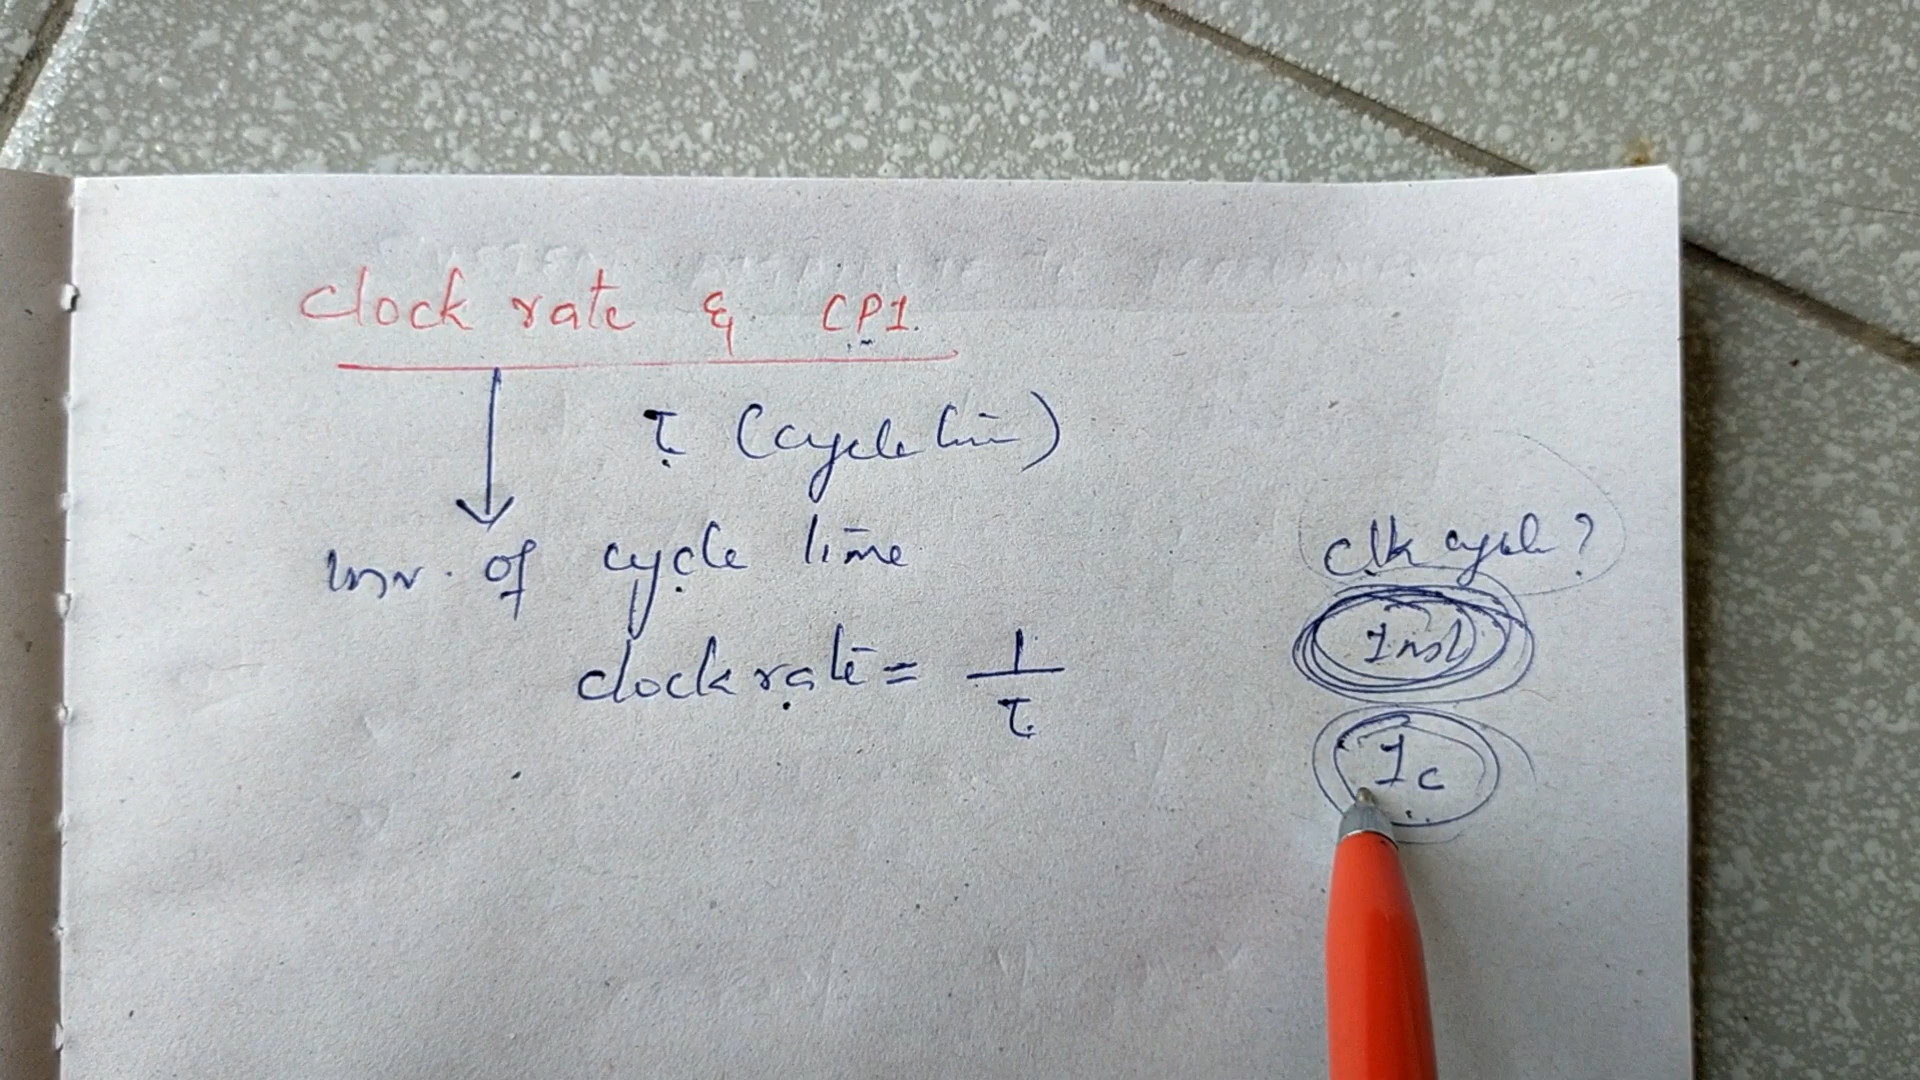 Clock rate & CPI.
τ (cycle time)
inv. of cycle time
clock rate = 1/τ
clk cycle?
Inst
Ic